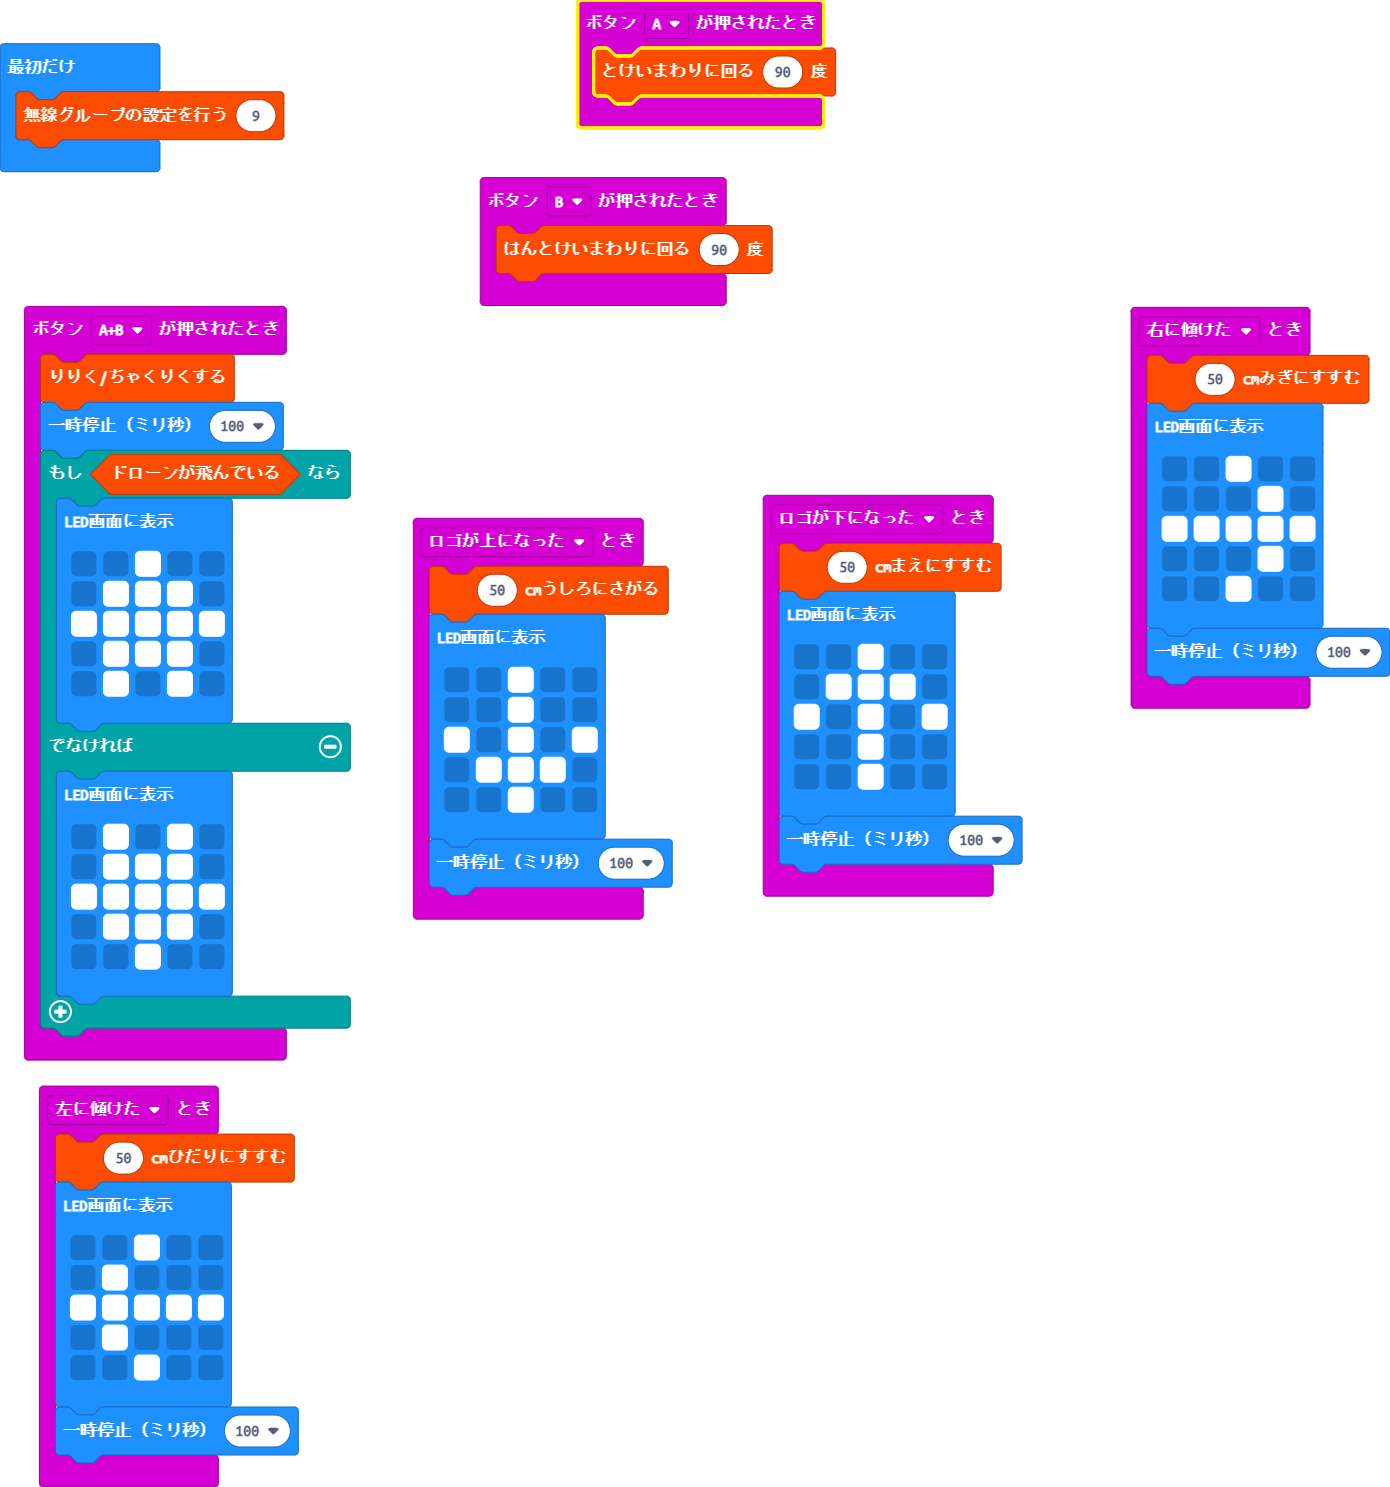 ボタン A が押されたとき
とけいまわりに回る 90 度
最初だけ
無線グループの設定を行う 9
ボタン B が押されたとき
はんとけいまわりに回る 90 度
ボタン A+B が押されたとき
りりく/ちゃくりくする
一時停止（ミリ秒） 100
もし ドローンが飛んでいる なら
LED画面に表示
でなければ
LED画面に表示
ロゴが上になった とき
50 cmうしろにさがる
LED画面に表示
一時停止（ミリ秒） 100
ロゴが下になった とき
50 cmまえにすすむ
LED画面に表示
一時停止（ミリ秒） 100
右に傾けた とき
50 cmみぎにすすむ
LED画面に表示
一時停止（ミリ秒） 100
左に傾けた とき
50 cmひだりにすすむ
LED画面に表示
一時停止（ミリ秒） 100